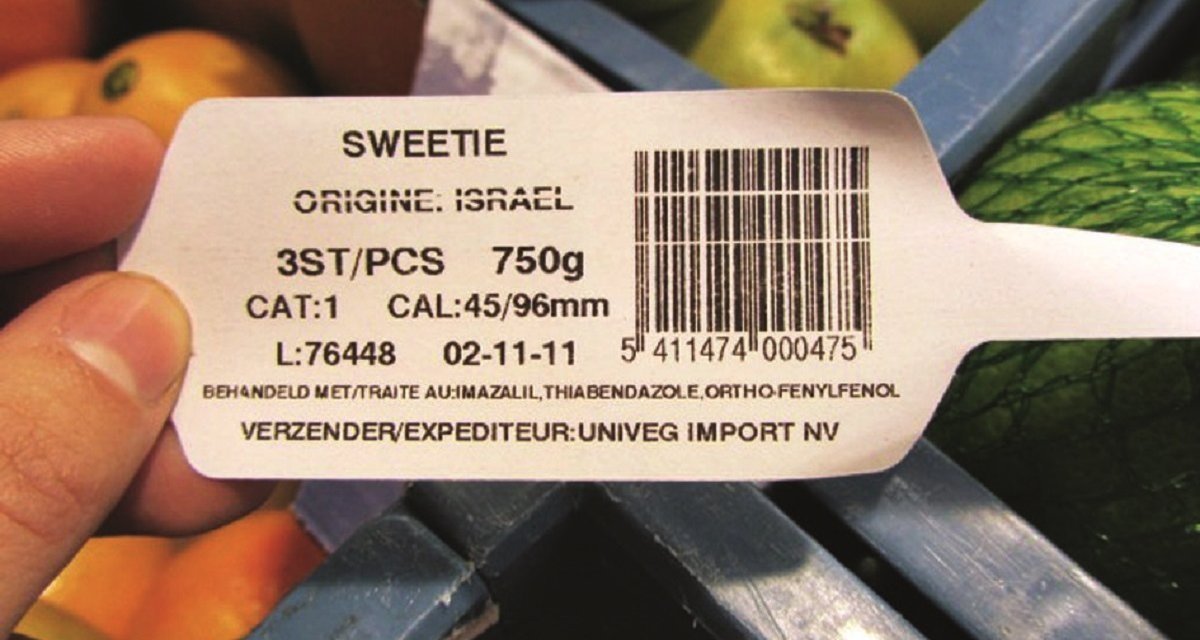 SWEETIE
ORIGINE: ISRAEL
3ST/PCS 750g
CAT:1 CAL:45/96mm
L:76448 02-11-11
5 411474 000475
BEHANDELD MET/TRAITE AU:IMAZALIL,THIABENDAZOLE,ORTHO-FENYLFENOL
VERZENDER/EXPEDITEUR:UNIVEG IMPORT NV